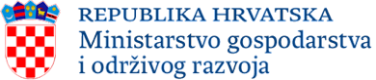 REPUBLIKA HRVATSKA
Ministarstvo gospodarstva
i održivog razvoja